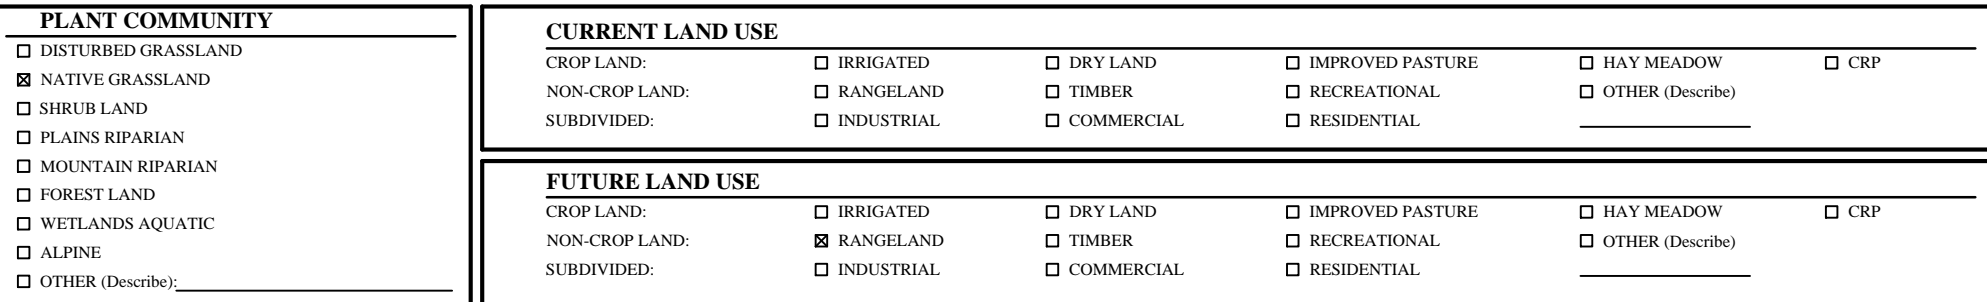 PLANT COMMUNITY
☐ DISTURBED GRASSLAND
☒ NATIVE GRASSLAND
☐ SHRUB LAND
☐ PLAINS RIPARIAN
☐ MOUNTAIN RIPARIAN
☐ FOREST LAND
☐ WETLANDS AQUATIC
☐ ALPINE
☐ OTHER (Describe):
CURRENT LAND USE
CROP LAND: ☐ IRRIGATED ☐ DRY LAND ☐ IMPROVED PASTURE ☐ HAY MEADOW ☐ CRP
NON-CROP LAND: ☐ RANGELAND ☐ TIMBER ☐ RECREATIONAL ☐ OTHER (Describe)
SUBDIVIDED: ☐ INDUSTRIAL ☐ COMMERCIAL ☐ RESIDENTIAL
FUTURE LAND USE
CROP LAND: ☐ IRRIGATED ☐ DRY LAND ☐ IMPROVED PASTURE ☐ HAY MEADOW ☐ CRP
NON-CROP LAND: ☒ RANGELAND ☐ TIMBER ☐ RECREATIONAL ☐ OTHER (Describe)
SUBDIVIDED: ☐ INDUSTRIAL ☐ COMMERCIAL ☐ RESIDENTIAL